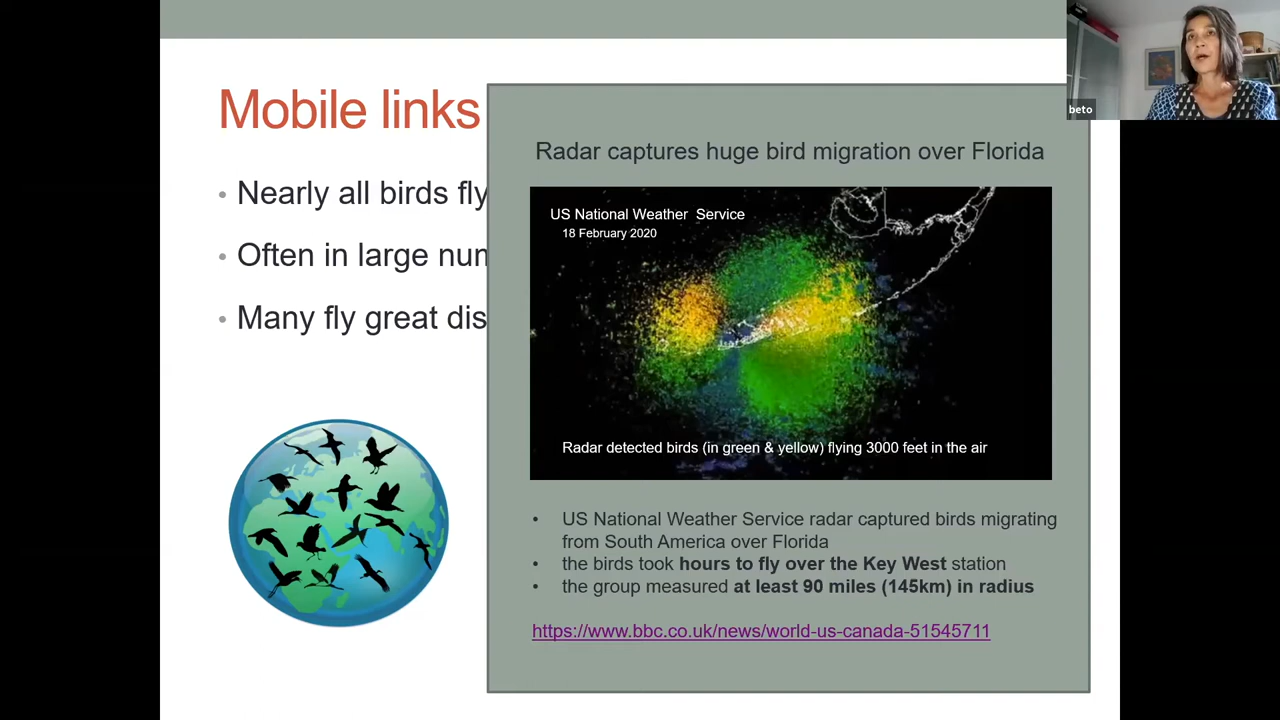 Mobile links
• Nearly all birds fly
• Often in large num
• Many fly great dis
Radar captures huge bird migration over Florida
US National Weather Service
18 February 2020
Radar detected birds (in green & yellow) flying 3000 feet in the air
• US National Weather Service radar captured birds migrating
from South America over Florida
• the birds took hours to fly over the Key West station
• the group measured at least 90 miles (145km) in radius
https://www.bbc.co.uk/news/world-us-canada-51545711
beto